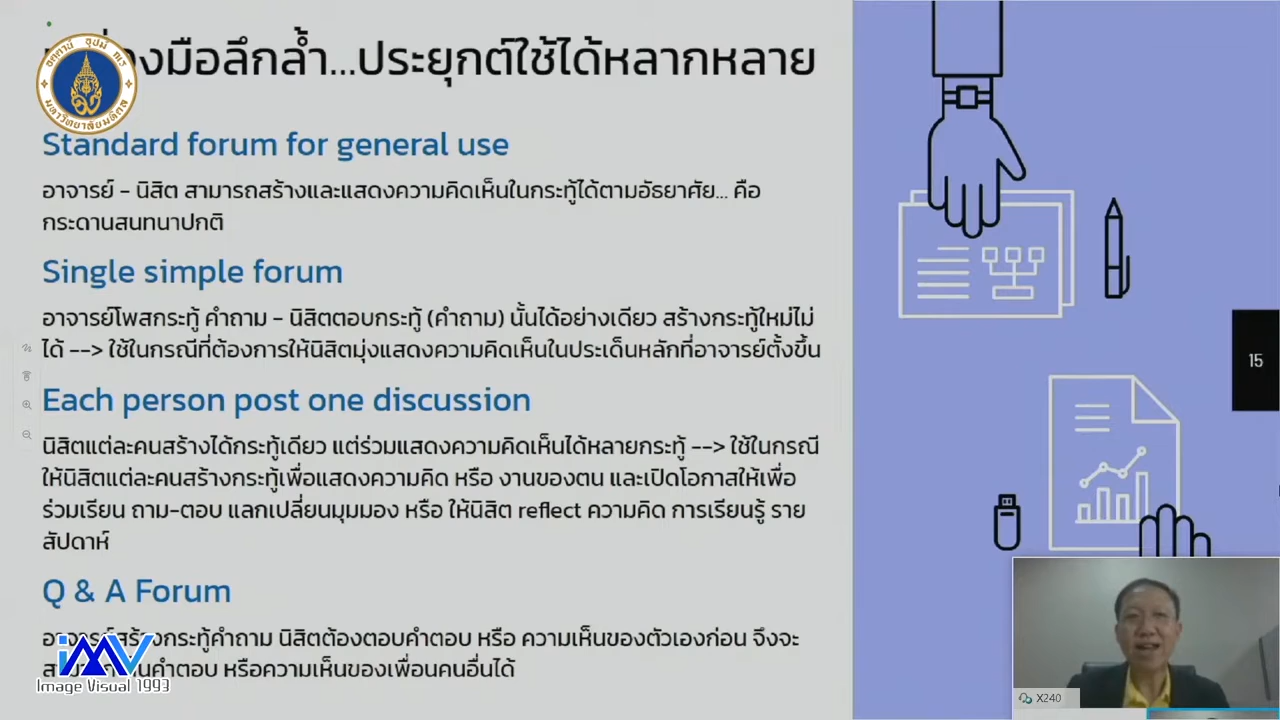 ...ประยุกต์ใช้ได้หลากหลาย
Standard forum for general use
อาจารย์ - นิสิต สามารถสร้างและแสดงความคิดเห็นในกระทู้ได้ตามอัธยาศัย... คือ
กระดานสนทนาปกติ
Single simple forum
อาจารย์โพสกระทู้ คำถาม - นิสิตตอบกระทู้ (คำถาม) นั้นได้อย่างเดียว สร้างกระทู้ใหม่ไม่
ได้ --> ใช้ในกรณีที่ต้องการให้นิสิตมุ่งแสดงความคิดเห็นในประเด็นหลักที่อาจารย์ตั้งขึ้น
Each person post one discussion
นิสิตแต่ละคนสร้างได้กระทู้เดียว แต่ร่วมแสดงความคิดเห็นได้หลายกระทู้ --> ใช้ในกรณี
ให้นิสิตแต่ละคนสร้างกระทู้เพื่อแสดงความคิด หรือ งานของตน และเปิดโอกาสให้เพื่อ
ร่วมเรียน ถาม-ตอบ แลกเปลี่ยนมุมมอง หรือ ให้นิสิต reflect ความคิด การเรียนรู้ ราย
สัปดาห์
Q & A Forum
กระทู้คำถาม นิสิตต้องตอบคำตอบ หรือ ความเห็นของตัวเองก่อน จึงจะ
คำตอบ หรือความเห็นของเพื่อนคนอื่นได้
15
มหาวิทยาลัยมหิดล
iMV
Image Visual 1993
X240